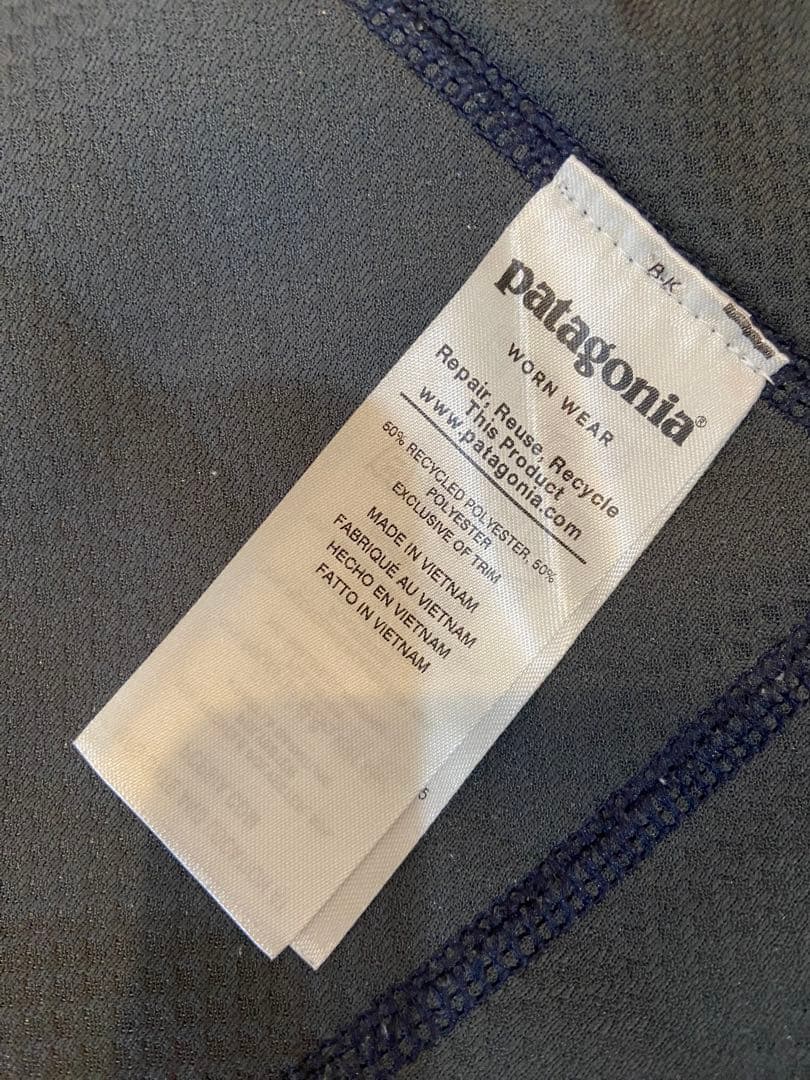 B-K
patagonia®
WORN WEAR
Repair, Reuse, Recycle
This Product
www.patagonia.com
50% RECYCLED POLYESTER, 50%
POLYESTER
EXCLUSIVE OF TRIM
MADE IN VIETNAM
FABRIQUÉ AU VIETNAM
HECHO EN VIETNAM
FATTO IN VIETNAM
5